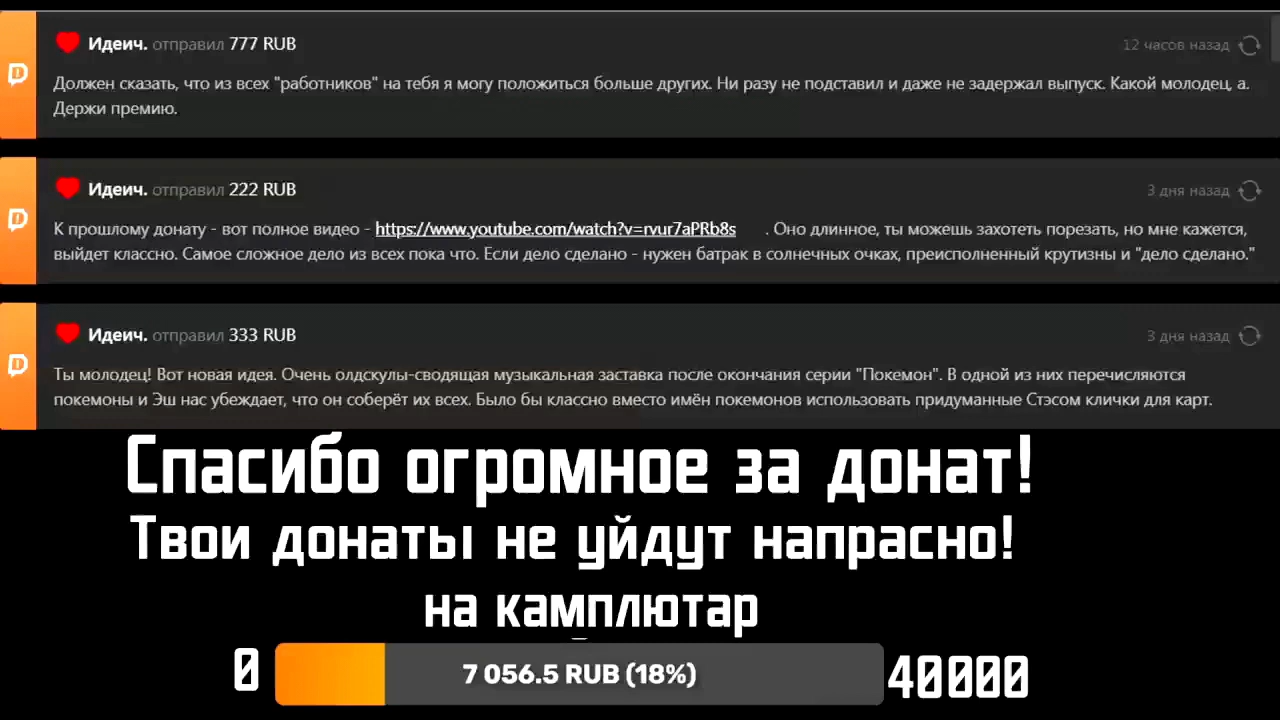 Идеич. отправил 777 RUB 12 часов назад
Должен сказать, что из всех "работников" на тебя я могу положиться больше других. Ни разу не подставил и даже не задержал выпуск. Какой молодец, а.
Держи премию.
Идеич. отправил 222 RUB 3 дня назад
К прошлому донату - вот полное видео - https://www.youtube.com/watch?v=rvur7aPRb8s . Оно длинное, ты можешь захотеть порезать, но мне кажется,
выйдет классно. Самое сложное дело из всех пока что. Если дело сделано - нужен батрак в солнечных очках, преисполненный крутизны и "дело сделано."
Идеич. отправил 333 RUB 3 дня назад
Ты молодец! Вот новая идея. Очень олдскулы-сводящая музыкальная заставка после окончания серии "Покемон". В одной из них перечисляются
покемоны и Эш нас убеждает, что он соберёт их всех. Было бы классно вместо имён покемонов использовать придуманные Стэсом клички для карт.
Спасибо огромное за донат!
Твои донаты не уйдут напрасно!
на камплютар
0 7 056.5 RUB (18%) 40000